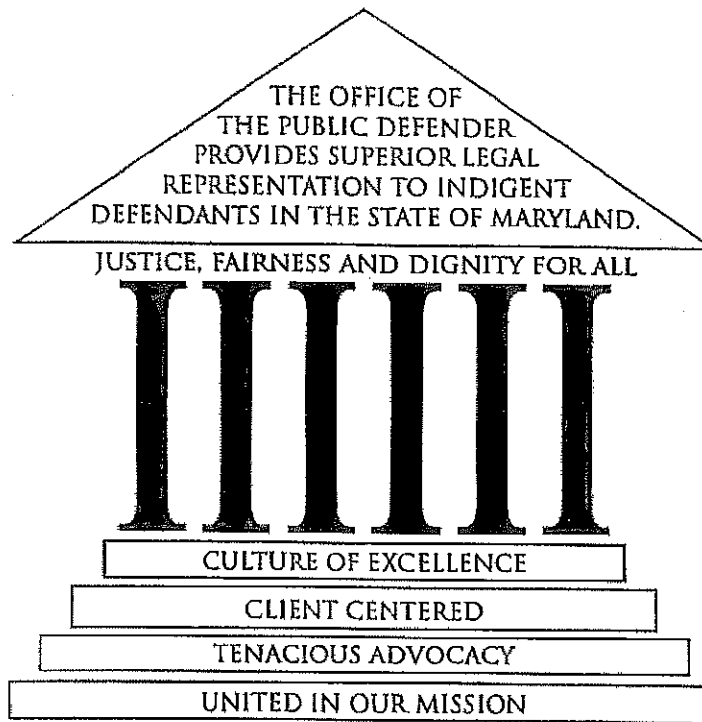 THE OFFICE OF
THE PUBLIC DEFENDER
PROVIDES SUPERIOR LEGAL
REPRESENTATION TO INDIGENT
DEFENDANTS IN THE STATE OF MARYLAND.
JUSTICE, FAIRNESS AND DIGNITY FOR ALL
CULTURE OF EXCELLENCE
CLIENT CENTERED
TENACIOUS ADVOCACY
UNITED IN OUR MISSION